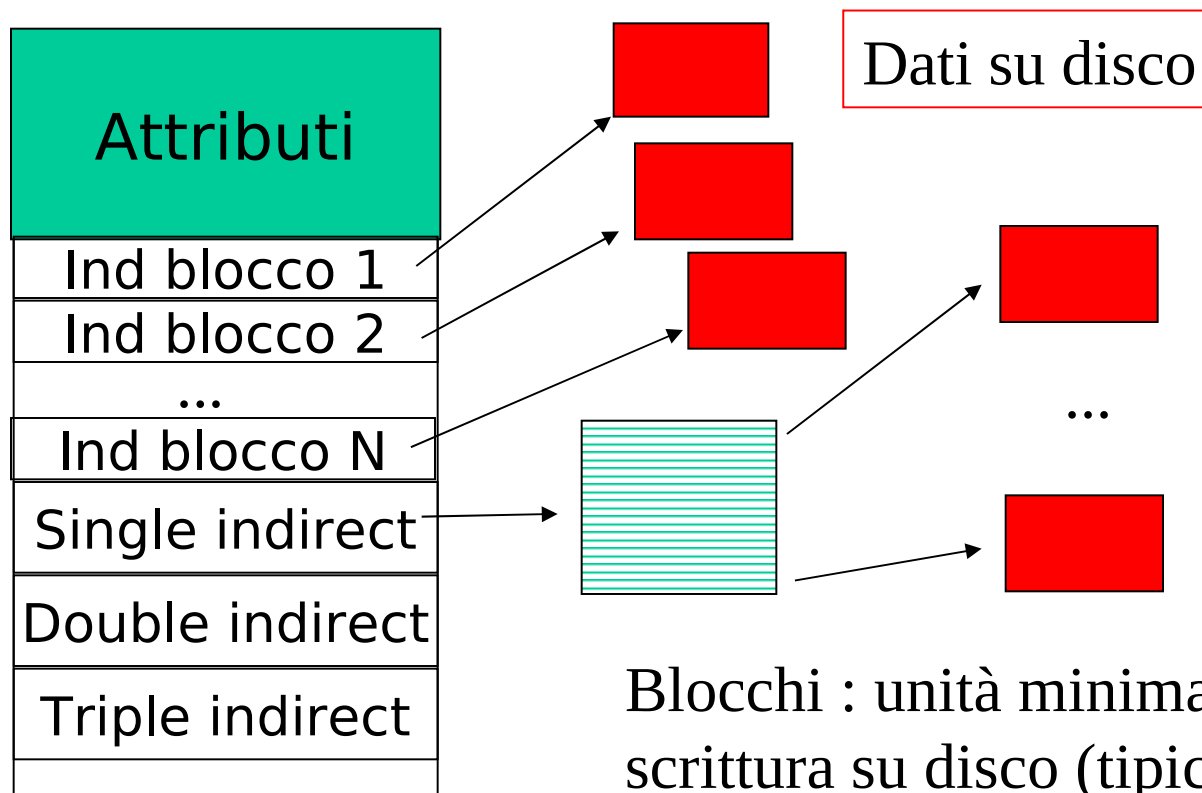 Dati su disco
Attributi
Ind blocco 1
Ind blocco 2
...
Ind blocco N
Single indirect
Double indirect
Triple indirect
...
Blocchi : unità minima
scrittura su disco (tipic